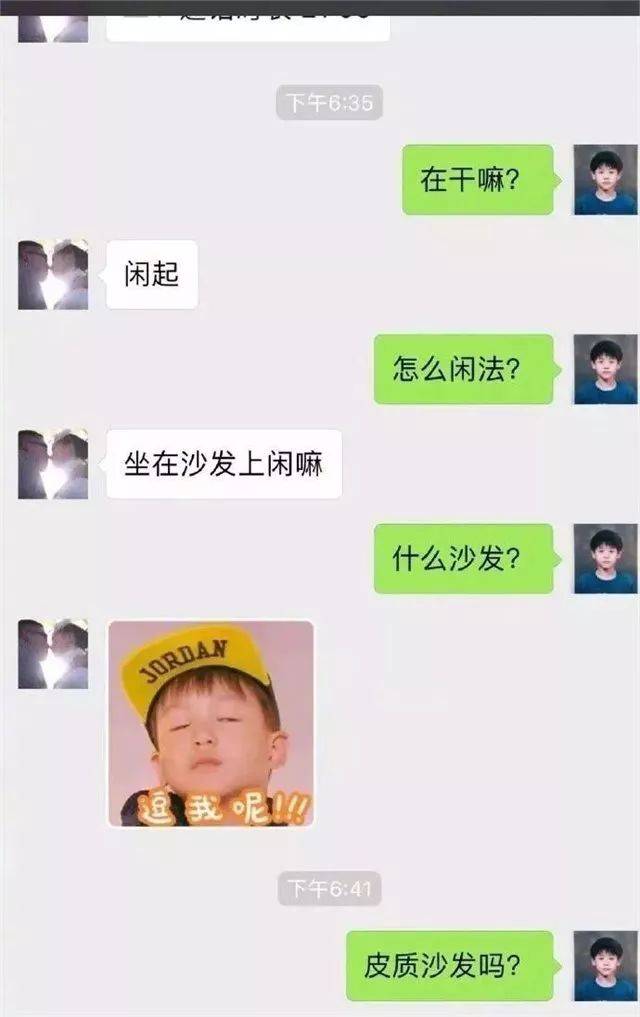 下午6:35
在干嘛？
闲起
怎么闲法？
坐在沙发上闲嘛
什么沙发？
JORDAN
逗我呢!!!
下午6:41
皮质沙发吗？